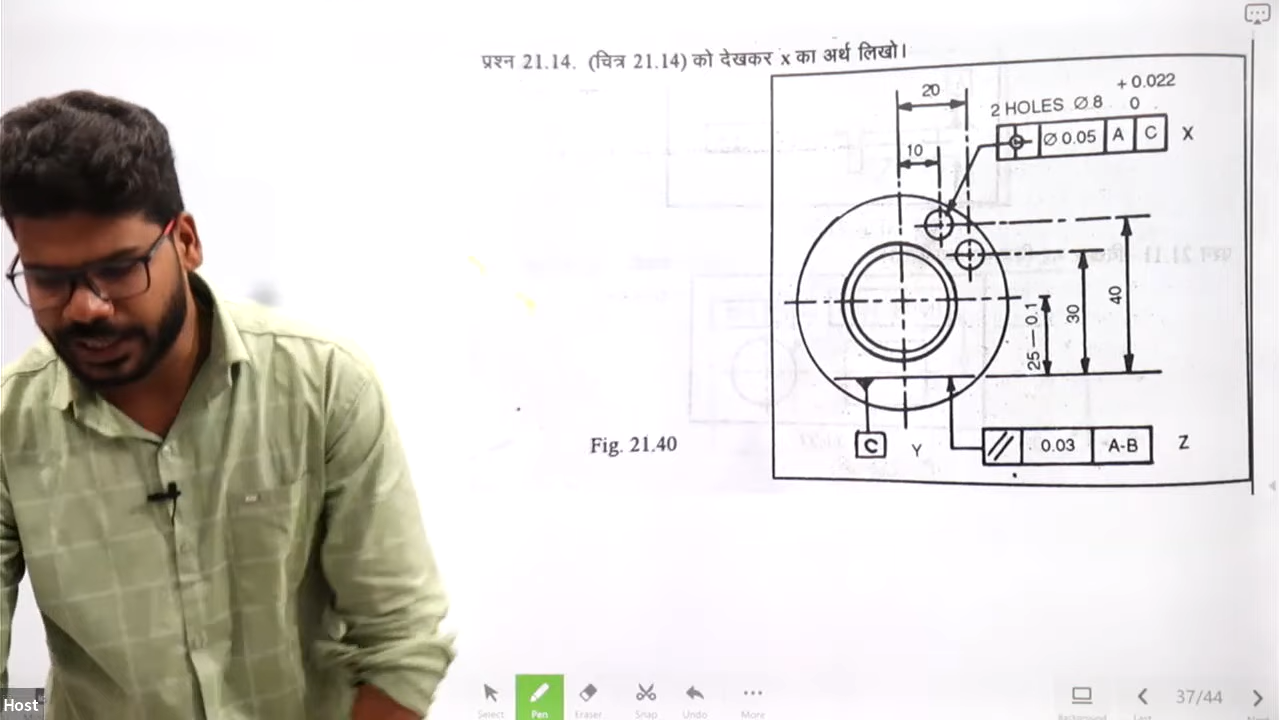 प्रश्न 21.14. (चित्र 21.14) को देखकर x का अर्थ लिखो।
+ 0.022
2 HOLES Ø 8 0
Ø 0.05 A C X
20
10
40
30
25 — 0.1
Fig. 21.40
C Y // 0.03 A-B Z
Host
Select Pen Eraser Snap Undo More
37/44